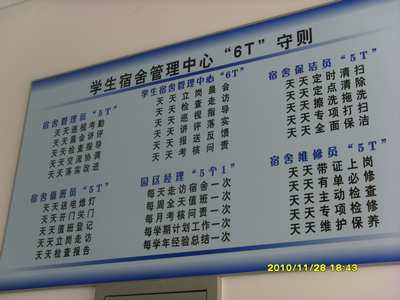 学生宿舍管理中心“6T”守则
宿舍管理员“5T”
天天巡视考勤
天天晨会讲评
天天检查指导
天天交流协调
天天落实改进
学生宿舍管理中心“6T”
天天立岗晨会
天天检查走访
天天巡视指导
天天讲评落实
天天报送反馈
天天考核问责
宿舍保洁员“5T”
天天定时清扫
天天定点清除
天天擦洗拖洗
天天专项打扫
天天全面保洁
宿舍值班员“5T”
天天送电熄灯
天天开门关门
天天值班登记
天天立岗走访
天天检查报告
园区经理“5个1”
每天走访宿舍一次
每周全天值班一次
每月考核问责一次
每学期计划工作一次
每学年经验总结一次
宿舍维修员“5T”
天天带证上岗
天天有单必修
天天主动检查
天天专项检修
天天维护保养
2010/11/28 18:43